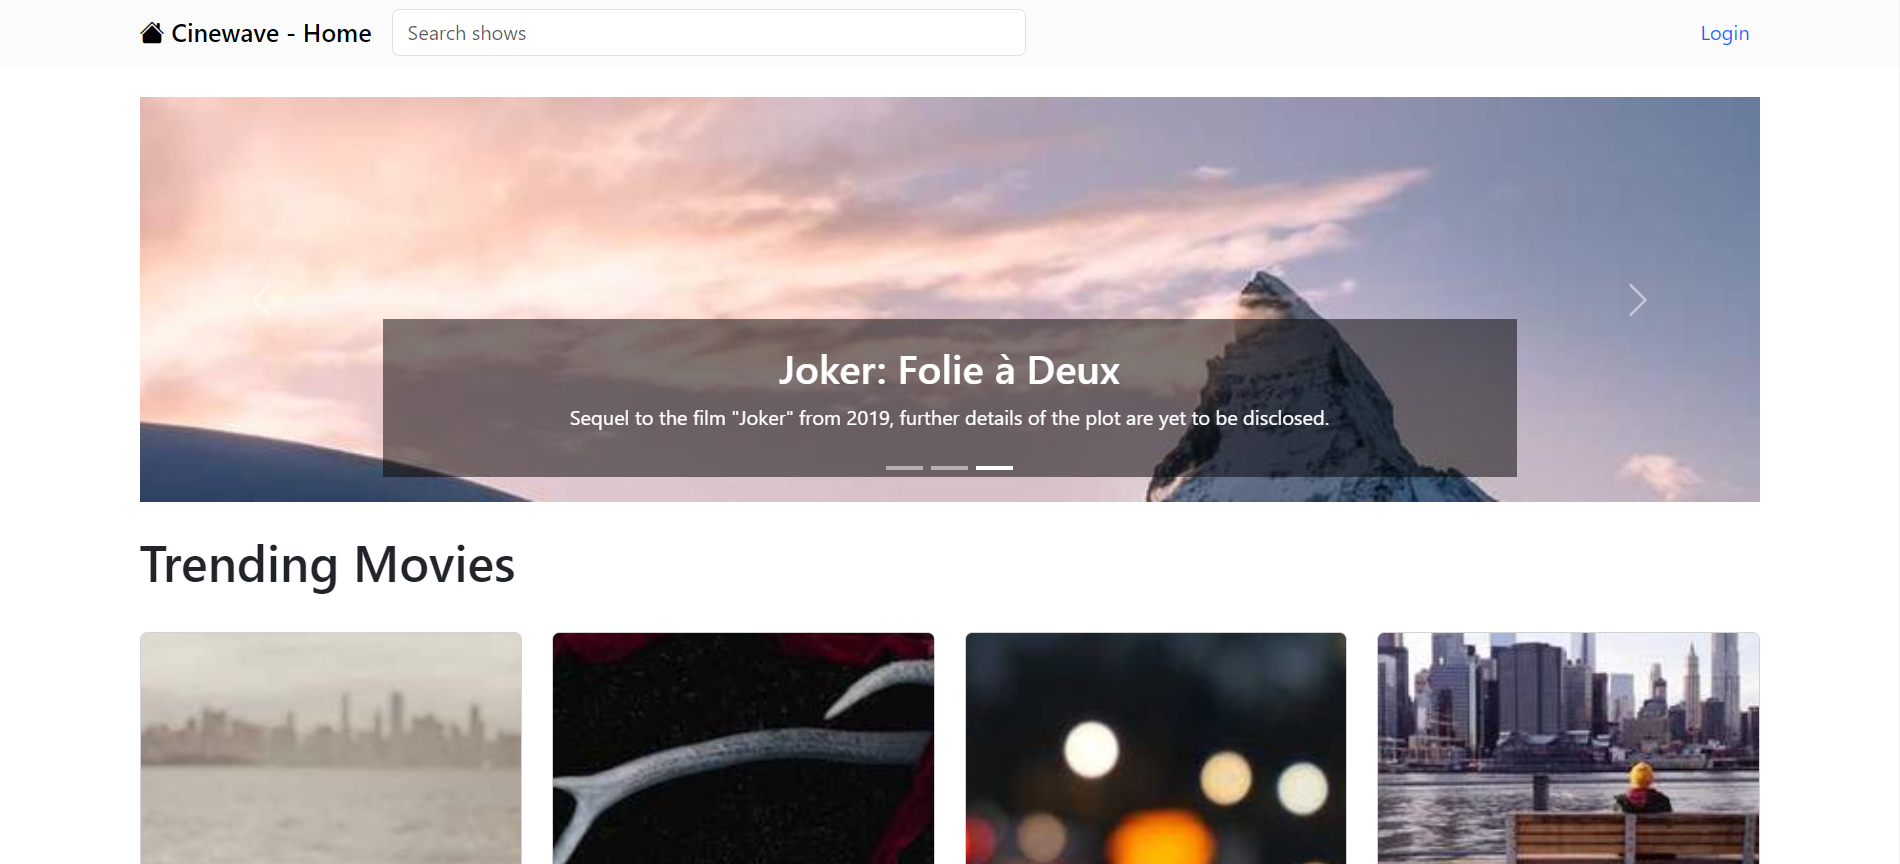 Cinewave - Home
Search shows
Login
Joker: Folie à Deux
Sequel to the film "Joker" from 2019, further details of the plot are yet to be disclosed.
Trending Movies